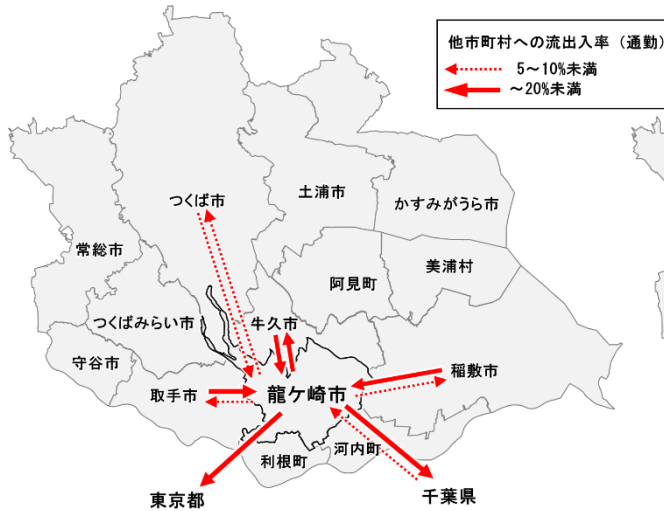 他市町村への流出入率（通勤）
5～10%未満
～20%未満
つくば市
土浦市
かすみがうら市
常総市
阿見町
美浦村
つくばみらい市
牛久市
守谷市
取手市
龍ケ崎市
稲敷市
利根町
河内町
東京都
千葉県